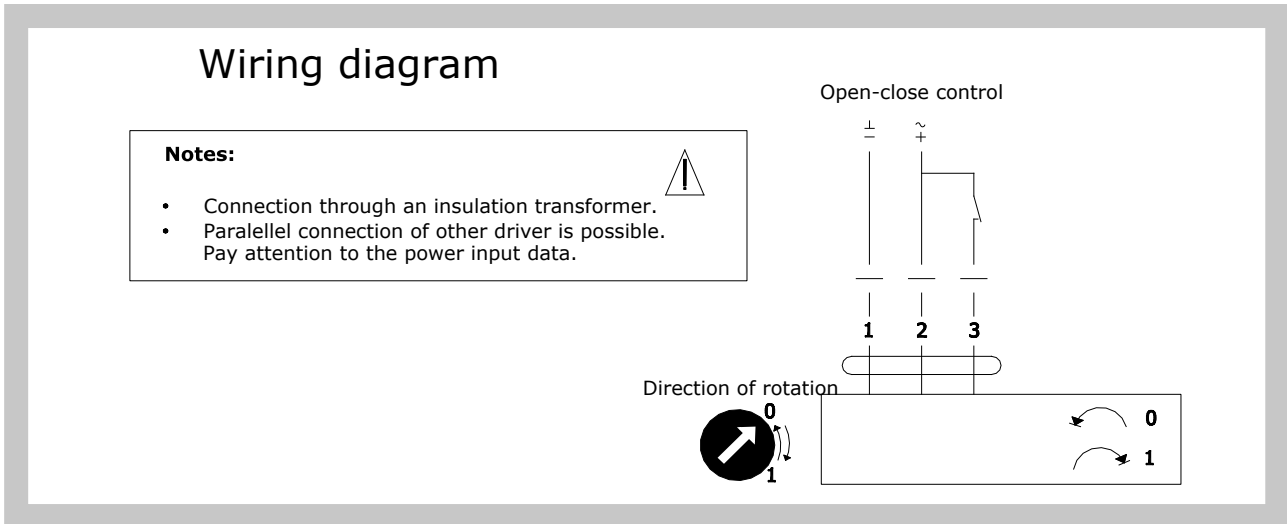 Wiring diagram
Open-close control
⊥ ~
− +
Notes:
• Connection through an insulation transformer.
• Paralellel connection of other driver is possible.
Pay attention to the power input data.
1 2 3
Direction of rotation
0
1
0
1